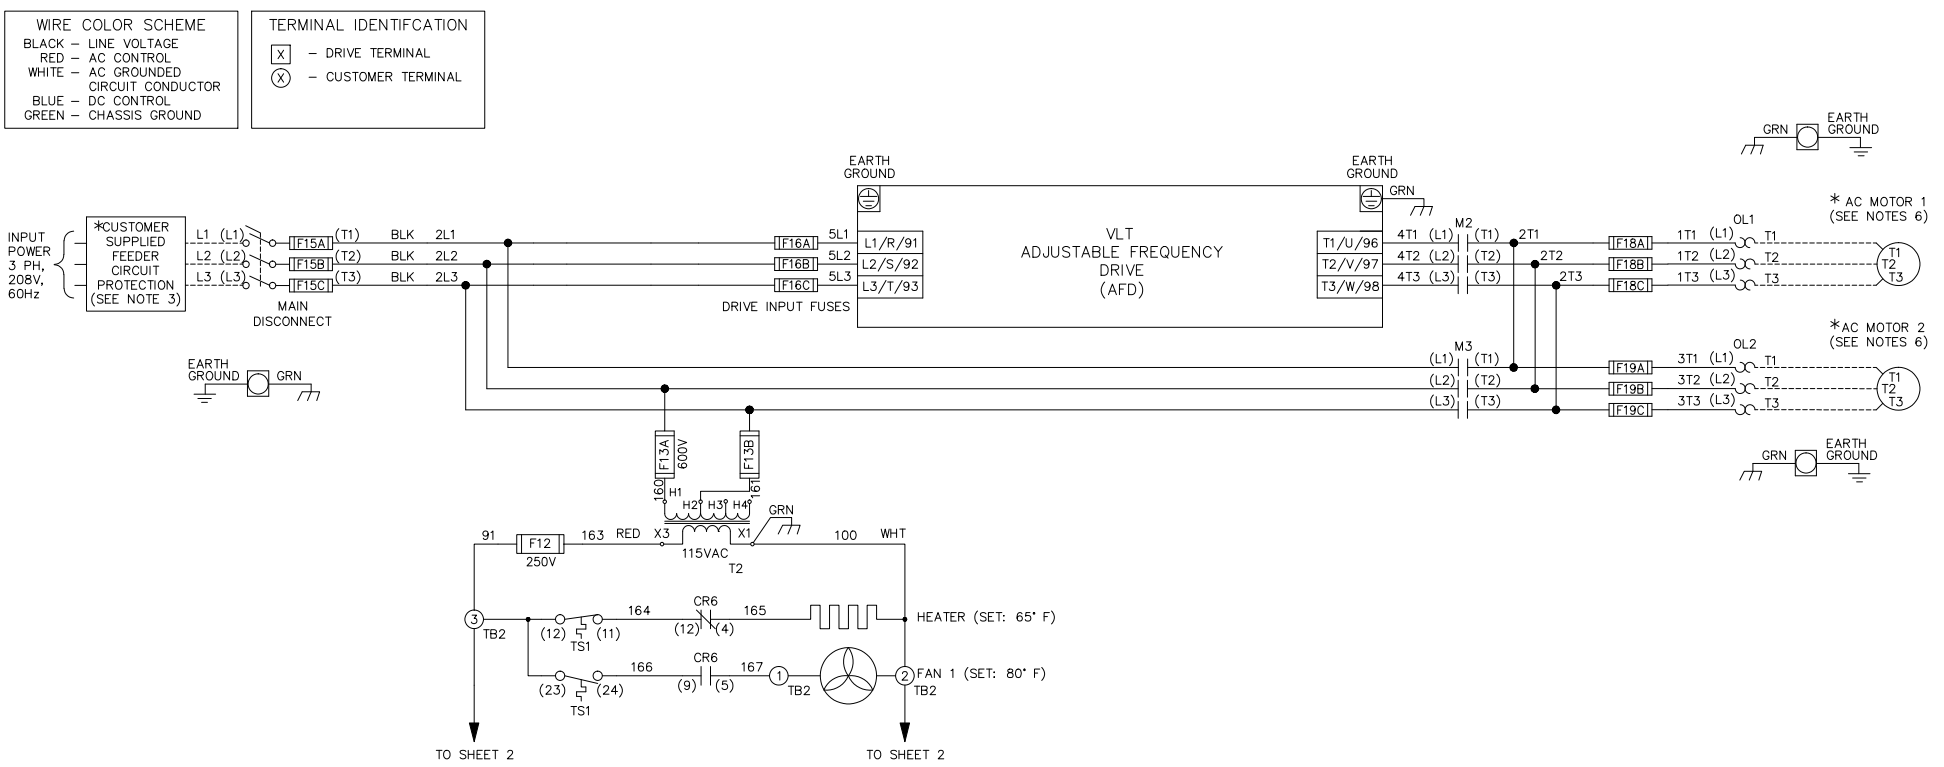 WIRE COLOR SCHEME
BLACK – LINE VOLTAGE
RED – AC CONTROL
WHITE – AC GROUNDED
CIRCUIT CONDUCTOR
BLUE – DC CONTROL
GREEN – CHASSIS GROUND
TERMINAL IDENTIFCATION
X – DRIVE TERMINAL
X – CUSTOMER TERMINAL
INPUT
POWER
3 PH,
208V,
60Hz
*CUSTOMER
SUPPLIED
FEEDER
CIRCUIT
PROTECTION
(SEE NOTE 3)
L1 (L1) F15A (T1) BLK 2L1 F16A 5L1
L2 (L2) F15B (T2) BLK 2L2 F16B 5L2
L3 (L3) F15C (T3) BLK 2L3 F16C 5L3
MAIN
DISCONNECT
DRIVE INPUT FUSES
EARTH
GROUND
GRN
EARTH
GROUND
L1/R/91
L2/S/92
L3/T/93
VLT
ADJUSTABLE FREQUENCY
DRIVE
(AFD)
EARTH
GROUND
GRN
T1/U/96
T2/V/97
T3/W/98
M2
4T1 (L1) (T1) 2T1 F18A 1T1 (L1) T1
4T2 (L2) (T2) 2T2 F18B 1T2 (L2) T2
4T3 (L3) (T3) 2T3 F18C 1T3 (L3) T3
OL1
GRN
EARTH
GROUND
* AC MOTOR 1
(SEE NOTES 6)
T1
T2
T3
M3
(L1) (T1) F19A 3T1 (L1) T1
(L2) (T2) F19B 3T2 (L2) T2
(L3) (T3) F19C 3T3 (L3) T3
OL2
* AC MOTOR 2
(SEE NOTES 6)
T1
T2
T3
GRN
EARTH
GROUND
F13A
600V
F13B
160
161
H1
H2 H3 H4
GRN
91 F12 163 RED X3 X1 100 WHT
250V
115VAC
T2
3
TB2
(12) (11)
TS1
164
CR6
(12) (4)
165
HEATER (SET: 65° F)
(23) (24)
TS1
166
CR6
(9) (5)
167
1
TB2
2
TB2
FAN 1 (SET: 80° F)
TO SHEET 2
TO SHEET 2